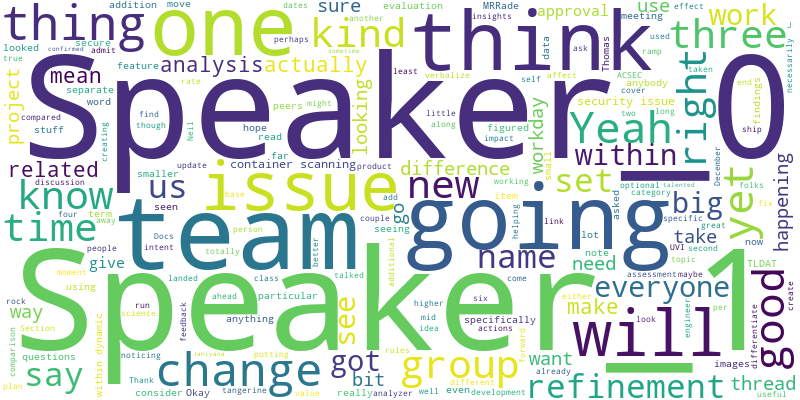 thing one kind sure think three use work
addition move dates another evaluation MRRade insights approval meeting effect
looked secure perhaps feature admit actually data used ramp
confirmed sometime true
Speaker_0
mean analysis separate peers might least verbalize self affect ask Thomas ACSEC anybody cover
project word rate looking little along security issue long taken end findings
stuff find though creating Neil hope read figured impact two ship December necessarily
related update container scanning far product workday small within right Yeah
discussion smaller difference optional talented folks fix
know us seen issue new set yet happening
time four term away Docs intent person base totally couple better go seeing add item working helping category asked specific great now
team going big name take need lot link note UVI second topic
people give using moment landed class talked additional either come mid idea actions
Speaker_1
way rock Section run science ahead particular see higher six specifically everyone assessment maybe TLDAT
questions comparison within dynamic anything feedback noticing Janiyana make engineer look per differentiate create good
say plan Thank change putting got rules forward will images
consider Okay tangerine value bit really analyzer group well even already different development want refinement thread useful